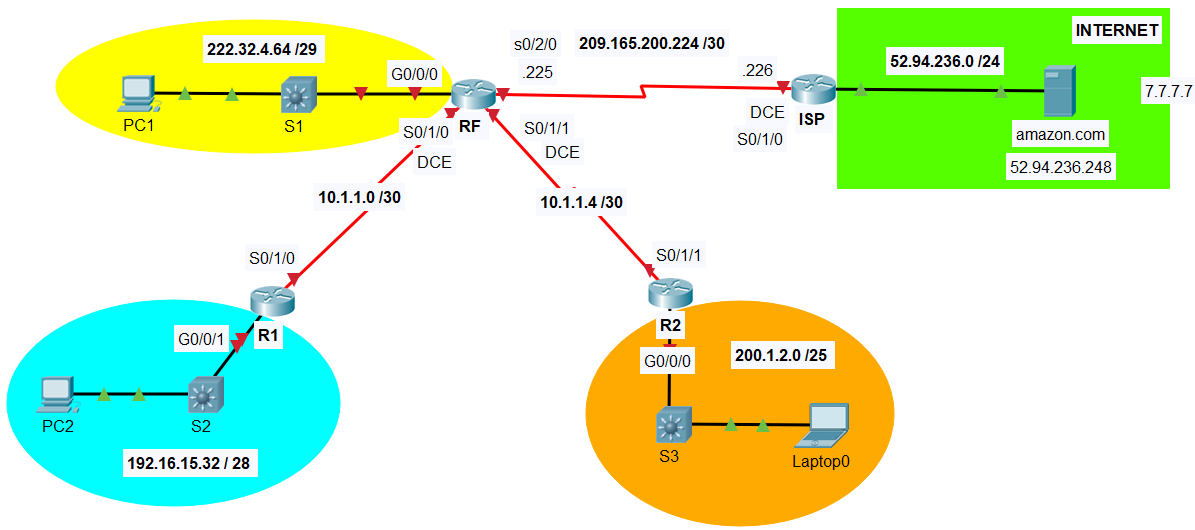 222.32.4.64 /29
G0/0/0
PC1
S1
RF
s0/2/0
.225
209.165.200.224 /30
.226
ISP
DCE
S0/1/0
INTERNET
52.94.236.0 /24
7.7.7.7
amazon.com
52.94.236.248
S0/1/0
DCE
S0/1/1
DCE
10.1.1.0 /30
10.1.1.4 /30
S0/1/0
R1
G0/0/1
PC2
S2
192.16.15.32 / 28
S0/1/1
R2
G0/0/0
200.1.2.0 /25
S3
Laptop0